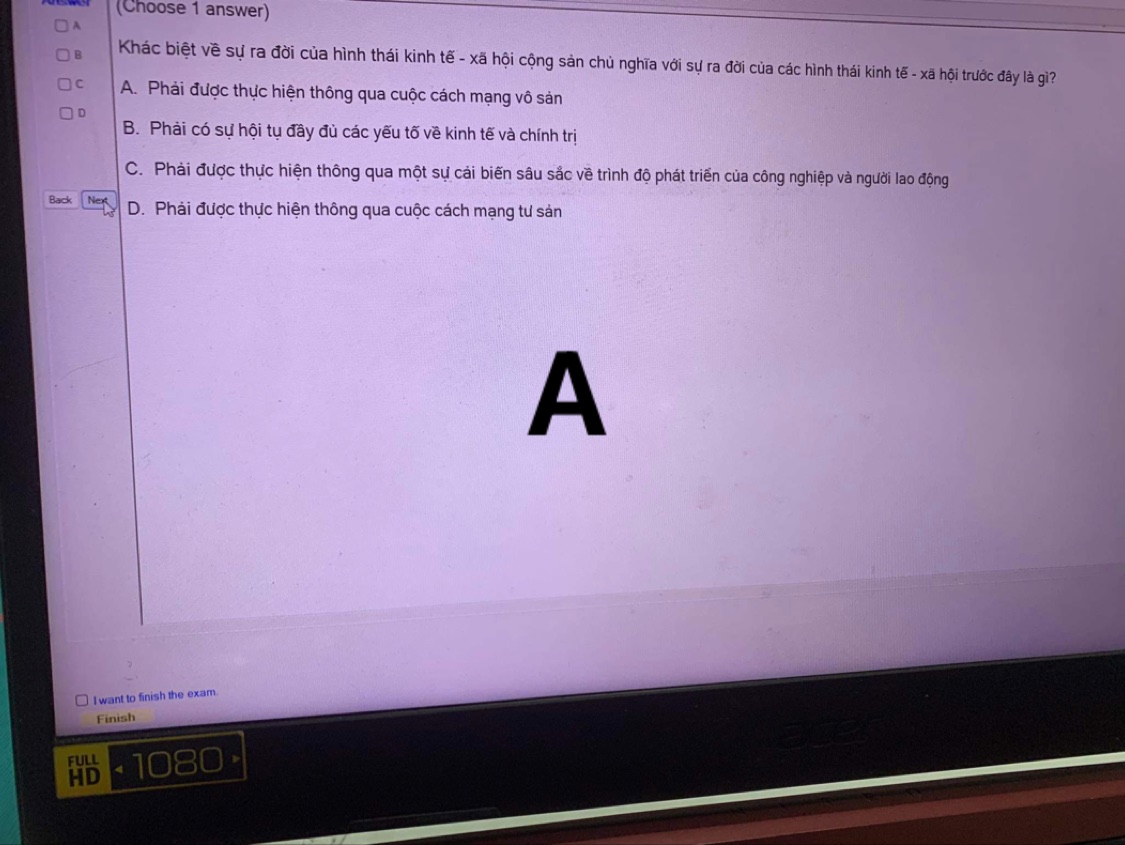 Answer
(Choose 1 answer)
A
B
C
D
Khác biệt về sự ra đời của hình thái kinh tế - xã hội cộng sản chủ nghĩa với sự ra đời của các hình thái kinh tế - xã hội trước đây là gì?
A. Phải được thực hiện thông qua cuộc cách mạng vô sản
B. Phải có sự hội tụ đầy đủ các yếu tố về kinh tế và chính trị
C. Phải được thực hiện thông qua một sự cải biến sâu sắc về trình độ phát triển của công nghiệp và người lao động
D. Phải được thực hiện thông qua cuộc cách mạng tư sản
Back Next
A
I want to finish the exam.
Finish
acer
FULL HD 1080